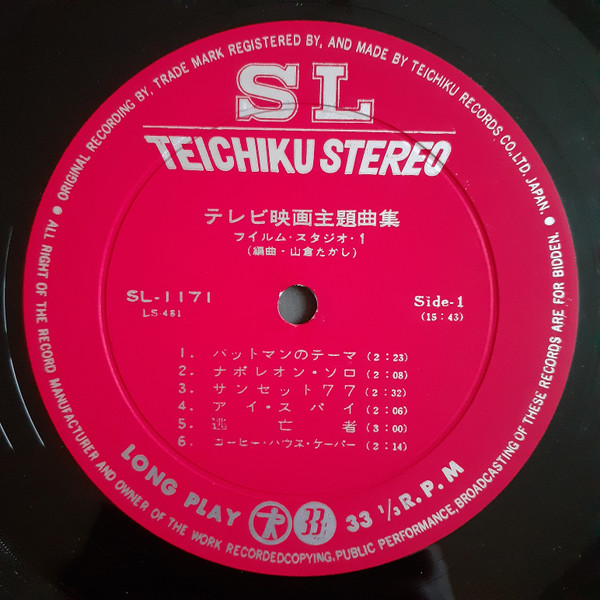 ORIGINAL RECORDING BY, TRADE MARK REGISTERED BY, AND MADE BY TEICHIKU RECORDS CO., LTD. JAPAN.
SL
TEICHIKU STEREO
テレビ映画主題曲集
フイルム・スタジオ・1
(編曲-山倉たかし)
SL-1171
LS-451
Side-1
(15:43)
1. バットマンのテーマ (2:23)
2. ナポレオン・ソロ (2:08)
3. サンセット77 (2:32)
4. アイ・スパイ (2:06)
5. 逃亡者 (3:00)
6. コーヒー・ハウス・ケーパー (2:14)
LONG PLAY
33
33 1/3 R.P.M
ALL RIGHT OF THE RECORD MANUFACTURER AND OWNER OF THE WORK RECORDEDCOPYING, PUBLIC PERFORMANCE, BROADCASTING OF THESE RECORDS ARE FOR BIDDEN.